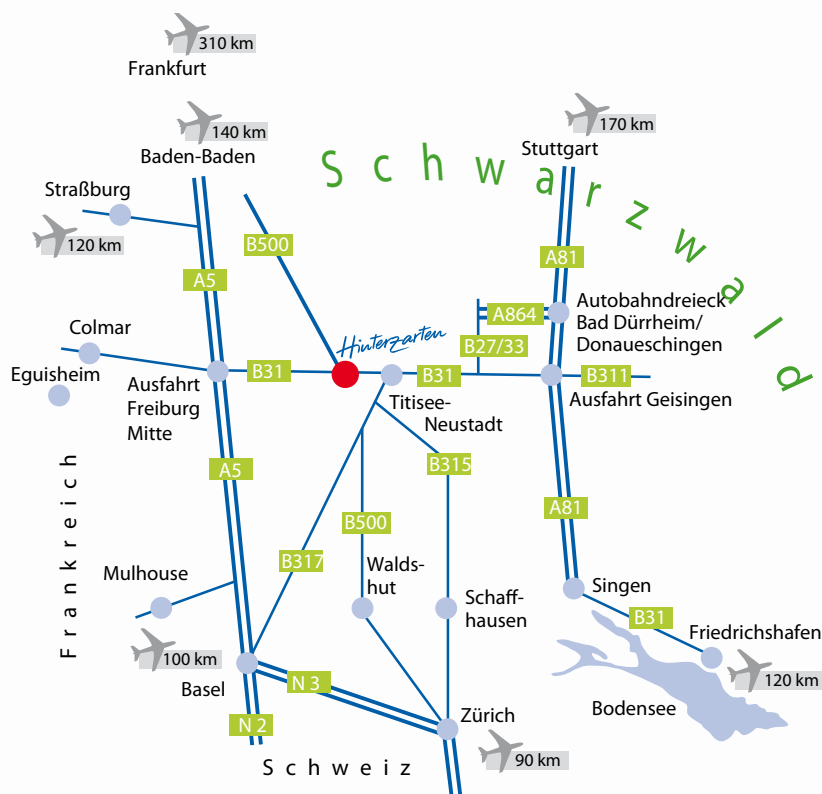 310 km
Frankfurt
140 km
Baden-Baden
170 km
Stuttgart
Schwarzwald
Straßburg
120 km
B500
A5
A81
A864
Autobahndreieck
Bad Dürrheim/
Donaueschingen
Colmar
Hinterzarten
B27/33
Eguisheim
Ausfahrt
Freiburg
Mitte
B31
B31
B311
Titisee-
Neustadt
Ausfahrt Geisingen
Frankreich
A5
B315
A81
B500
B317
Mulhouse
Walds-
hut
Schaff-
hausen
Singen
B31
Friedrichshafen
100 km
120 km
Basel
N 3
Bodensee
N 2
Zürich
90 km
Schweiz